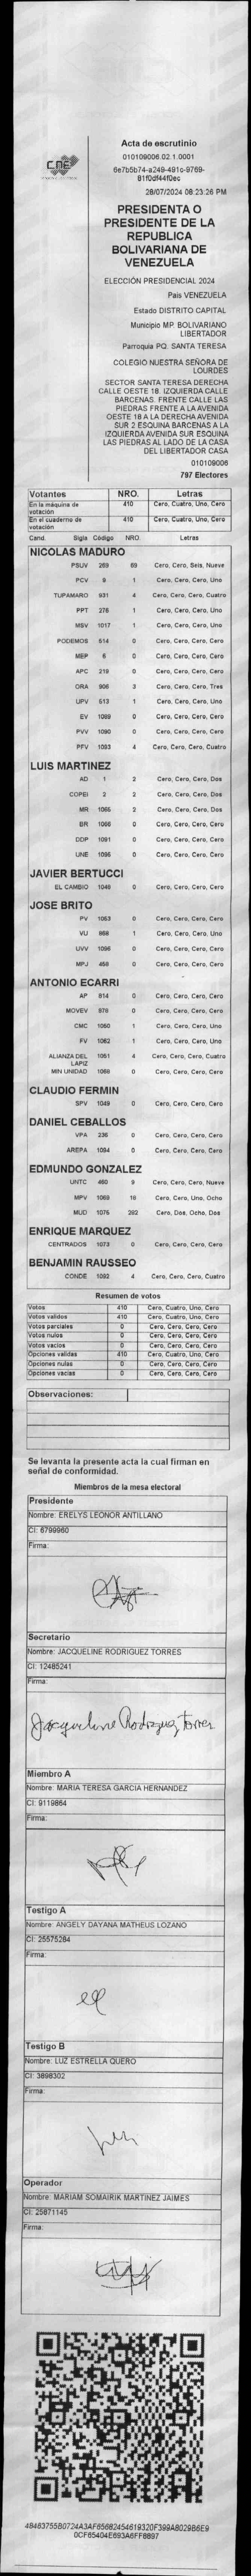 CNE
Acta de escrutinio
010109006.02.1.0001
6e7b5b74-a249-491c-9769-
81f0df44f0ec
28/07/2024 08:23:26 PM
PRESIDENTA O
PRESIDENTE DE LA
REPUBLICA
BOLIVARIANA DE
VENEZUELA
ELECCIÓN PRESIDENCIAL 2024
Pais VENEZUELA
Estado DISTRITO CAPITAL
Municipio MP. BOLIVARIANO
LIBERTADOR
Parroquia PQ. SANTA TERESA
COLEGIO NUESTRA SEÑORA DE
LOURDES
SECTOR SANTA TERESA DERECHA
CALLE OESTE 18. IZQUIERDA CALLE
BARCENAS. FRENTE CALLE LAS
PIEDRAS FRENTE A LA AVENIDA
OESTE 18 A LA DERECHA AVENIDA
SUR 2 ESQUINA BARCENAS A LA
IZQUIERDA AVENIDA SUR ESQUINA
LAS PIEDRAS AL LADO DE LA CASA
DEL LIBERTADOR CASA
010109006
797 Electores
Votantes NRO. Letras
En la máquina de votación 410 Cero, Cuatro, Uno, Cero
En el cuaderno de votación 410 Cero, Cuatro, Uno, Cero
Cand. Sigla Código NRO. Letras
NICOLAS MADURO
PSUV 269 69 Cero, Cero, Seis, Nueve
PCV 9 1 Cero, Cero, Cero, Uno
TUPAMARO 931 4 Cero, Cero, Cero, Cuatro
PPT 276 1 Cero, Cero, Cero, Uno
MSV 1017 1 Cero, Cero, Cero, Uno
PODEMOS 514 0 Cero, Cero, Cero, Cero
MEP 6 0 Cero, Cero, Cero, Cero
APC 219 0 Cero, Cero, Cero, Cero
ORA 906 3 Cero, Cero, Cero, Tres
UPV 513 1 Cero, Cero, Cero, Uno
EV 1089 0 Cero, Cero, Cero, Cero
PVV 1090 0 Cero, Cero, Cero, Cero
PFV 1093 4 Cero, Cero, Cero, Cuatro
LUIS MARTINEZ
AD 1 2 Cero, Cero, Cero, Dos
COPEI 2 2 Cero, Cero, Cero, Dos
MR 1065 2 Cero, Cero, Cero, Dos
BR 1066 0 Cero, Cero, Cero, Cero
DDP 1091 0 Cero, Cero, Cero, Cero
UNE 1095 0 Cero, Cero, Cero, Cero
JAVIER BERTUCCI
EL CAMBIO 1049 0 Cero, Cero, Cero, Cero
JOSE BRITO
PV 1053 0 Cero, Cero, Cero, Cero
VU 968 1 Cero, Cero, Cero, Uno
UVV 1096 0 Cero, Cero, Cero, Cero
MPJ 458 0 Cero, Cero, Cero, Cero
ANTONIO ECARRI
AP 814 0 Cero, Cero, Cero, Cero
MOVEV 978 0 Cero, Cero, Cero, Cero
CMC 1050 1 Cero, Cero, Cero, Uno
FV 1062 1 Cero, Cero, Cero, Uno
ALIANZA DEL LAPIZ 1051 4 Cero, Cero, Cero, Cuatro
MIN UNIDAD 1088 0 Cero, Cero, Cero, Cero
CLAUDIO FERMIN
SPV 1049 0 Cero, Cero, Cero, Cero
DANIEL CEBALLOS
VPA 236 0 Cero, Cero, Cero, Cero
AREPA 1094 0 Cero, Cero, Cero, Cero
EDMUNDO GONZALEZ
UNTC 460 9 Cero, Cero, Cero, Nueve
MPV 1069 18 Cero, Cero, Uno, Ocho
MUD 1075 282 Cero, Dos, Ocho, Dos
ENRIQUE MARQUEZ
CENTRADOS 1073 0 Cero, Cero, Cero, Cero
BENJAMIN RAUSSEO
CONDE 1092 4 Cero, Cero, Cero, Cuatro
Resumen de votos
Votos 410 Cero, Cuatro, Uno, Cero
Votos validos 410 Cero, Cuatro, Uno, Cero
Votos parciales 0 Cero, Cero, Cero, Cero
Votos nulos 0 Cero, Cero, Cero, Cero
Votos vacios 0 Cero, Cero, Cero, Cero
Opciones validas 410 Cero, Cuatro, Uno, Cero
Opciones nulas 0 Cero, Cero, Cero, Cero
Opciones vacias 0 Cero, Cero, Cero, Cero
Observaciones:
Se levanta la presente acta la cual firman en
señal de conformidad.
Miembros de la mesa electoral
Presidente
Nombre: ERELYS LEONOR ANTILLANO
CI: 6799960
Firma:
Secretario
Nombre: JACQUELINE RODRIGUEZ TORRES
CI: 12485241
Firma:
Jacqueline Rodriguez Torres
Miembro A
Nombre: MARIA TERESA GARCIA HERNANDEZ
CI: 9119864
Firma:
Testigo A
Nombre: ANGELY DAYANA MATHEUS LOZANO
CI: 25575284
Firma:
Testigo B
Nombre: LUZ ESTRELLA QUERO
CI: 3898302
Firma:
Operador
Nombre: MARIAM SOMAIRIK MARTINEZ JAIMES
CI: 25871145
Firma:
48483755B0724A3AF65682454619320F399A8029B6E9
0CF65404E693A6FF8897